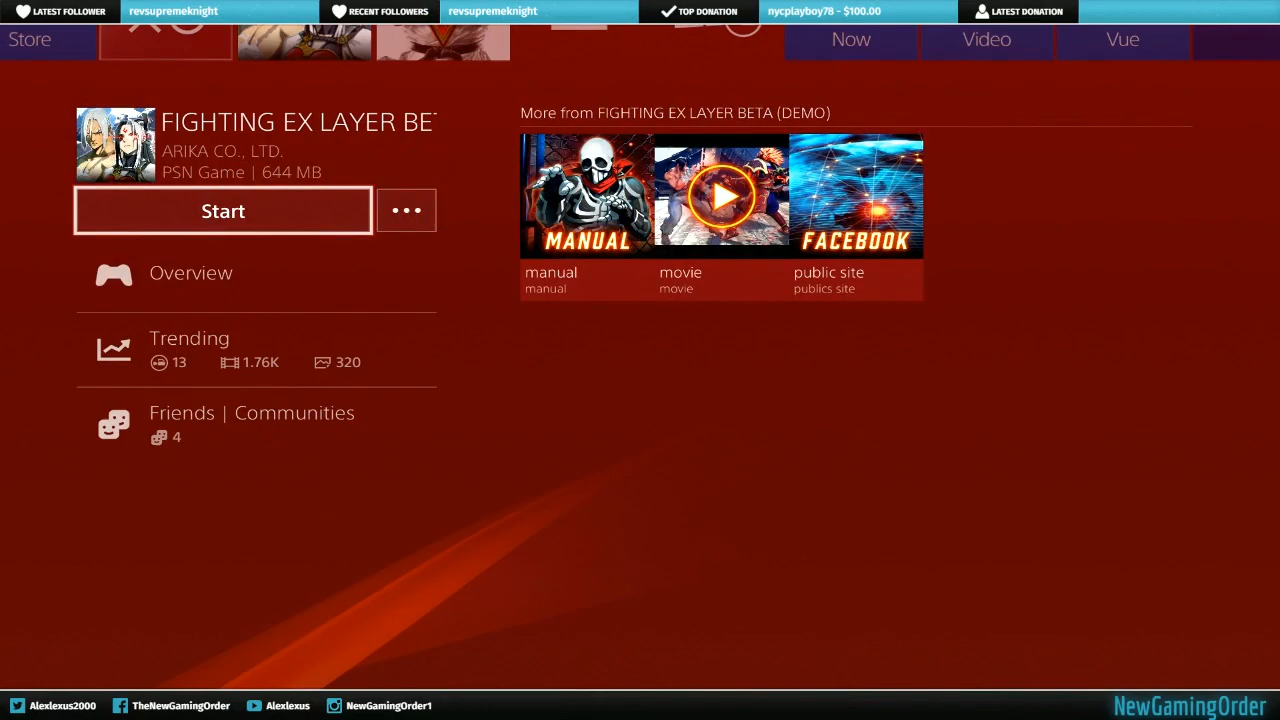 LATEST FOLLOWER revsupremeknight RECENT FOLLOWERS revsupremeknight TOP DONATION nycplayboy78 - $100.00 LATEST DONATION
Store Now Video Vue
FIGHTING EX LAYER BE
ARIKA CO., LTD.
PSN Game | 644 MB
Start
Overview
Trending
13 1.76K 320
Friends | Communities
4
More from FIGHTING EX LAYER BETA (DEMO)
MANUAL FACEBOOK
manual movie public site
manual movie publics site
Alexlexus2000 TheNewGamingOrder Alexlexus NewGamingOrder1 NewGamingOrder